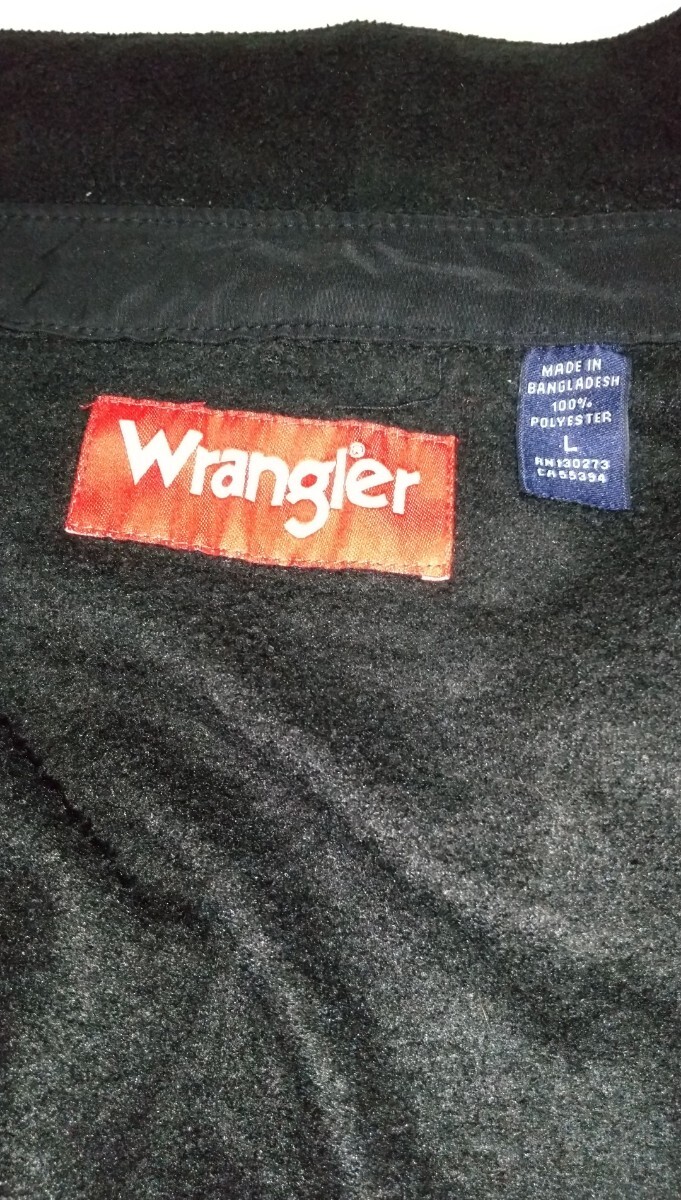 Wrangler®
MADE IN
BANGLADESH
100%
POLYESTER
L
RN130273
CA55394